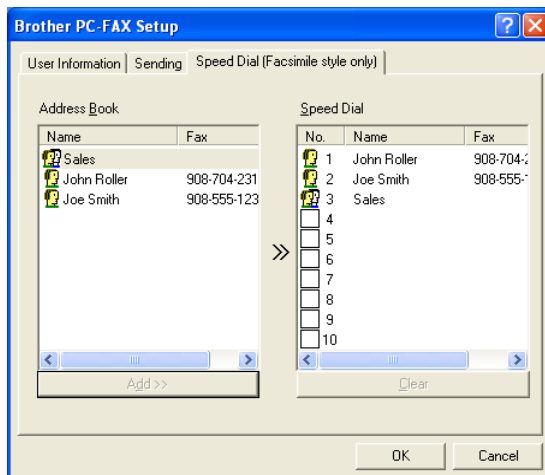 Brother PC-FAX Setup
User Information Sending Speed Dial (Facsimile style only)
Address Book
Name Fax
Sales
John Roller 908-704-231
Joe Smith 908-555-123
Add >>
Speed Dial
No. Name Fax
1 John Roller 908-704-2
2 Joe Smith 908-555-
3 Sales
4
5
6
7
8
9
10
Clear
OK Cancel